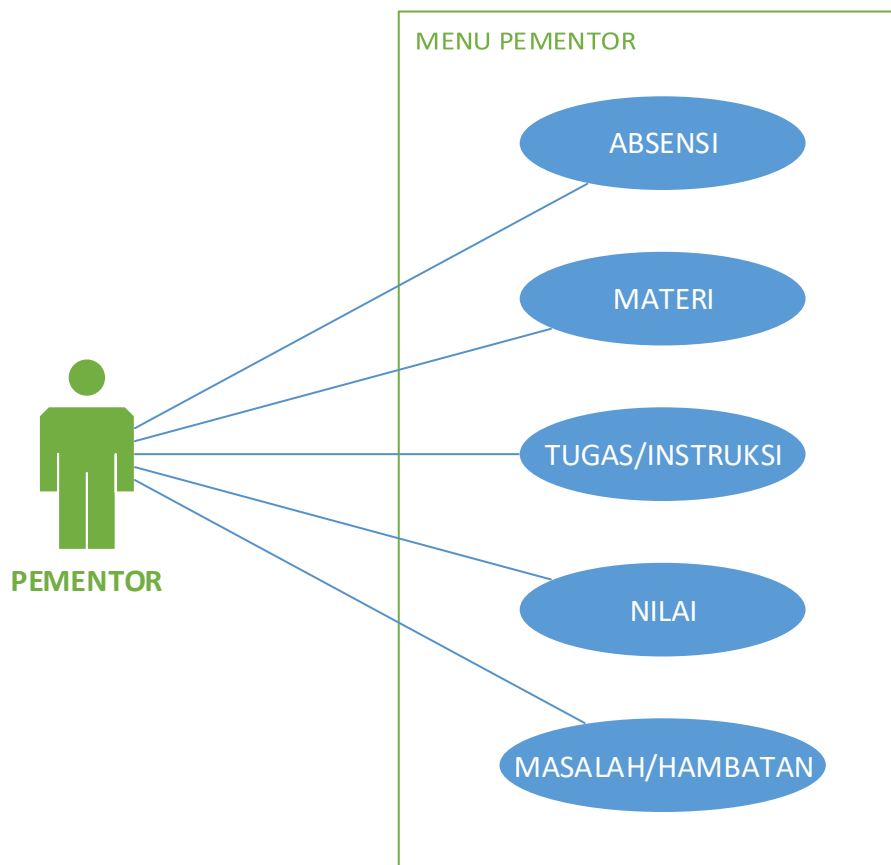 MENU PEMENTOR
ABSENSI
MATERI
TUGAS/INSTRUKSI
PEMENTOR
NILAI
MASALAH/HAMBATAN